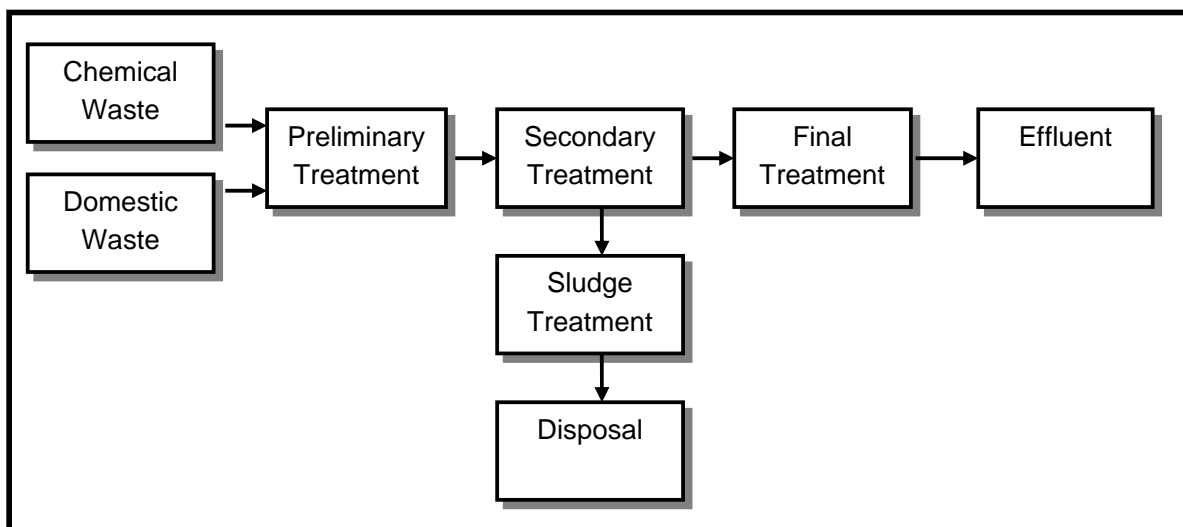 Chemical
Waste
Domestic
Waste
Preliminary
Treatment
Secondary
Treatment
Final
Treatment
Effluent
Sludge
Treatment
Disposal